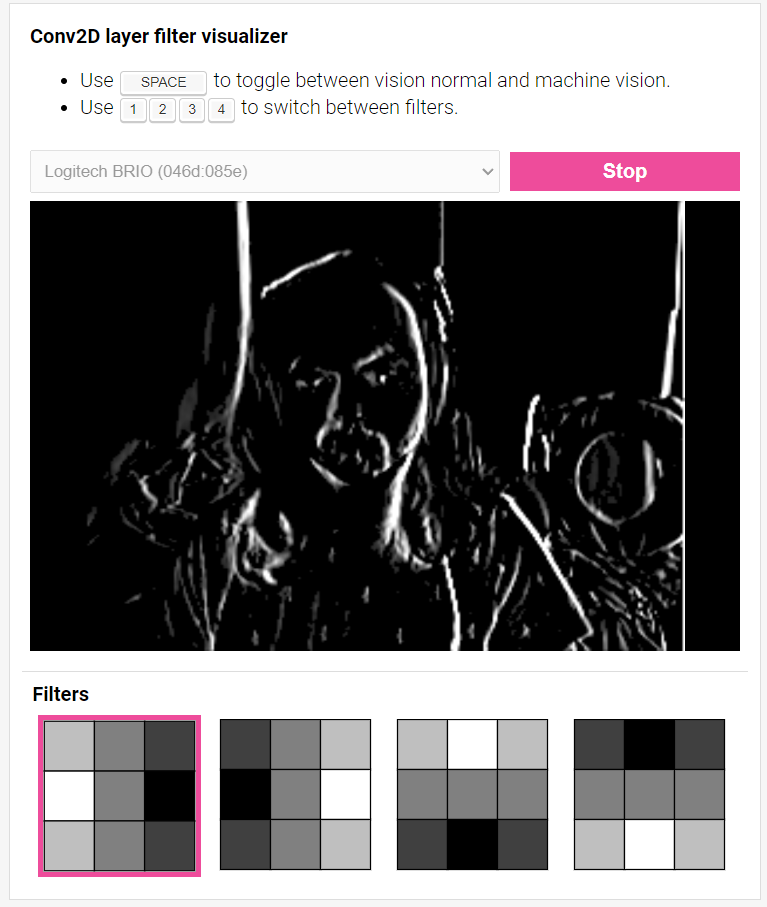 Conv2D layer filter visualizer
Use SPACE to toggle between vision normal and machine vision.
Use 1 2 3 4 to switch between filters.
Logitech BRIO (046d:085e)
Stop
Filters